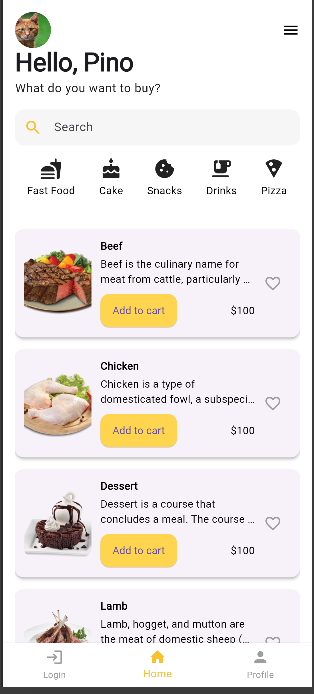 Hello, Pino
What do you want to buy?
Search
Fast Food
Cake
Snacks
Drinks
Pizza
Beef
Beef is the culinary name for
meat from cattle, particularly ...
Add to cart
$100
Chicken
Chicken is a type of
domesticated fowl, a subspeci...
Add to cart
$100
Dessert
Dessert is a course that
concludes a meal. The course ...
Add to cart
$100
Lamb
Lamb, hogget, and mutton are
the meat of domestic sheep (...
Login
Home
Profile